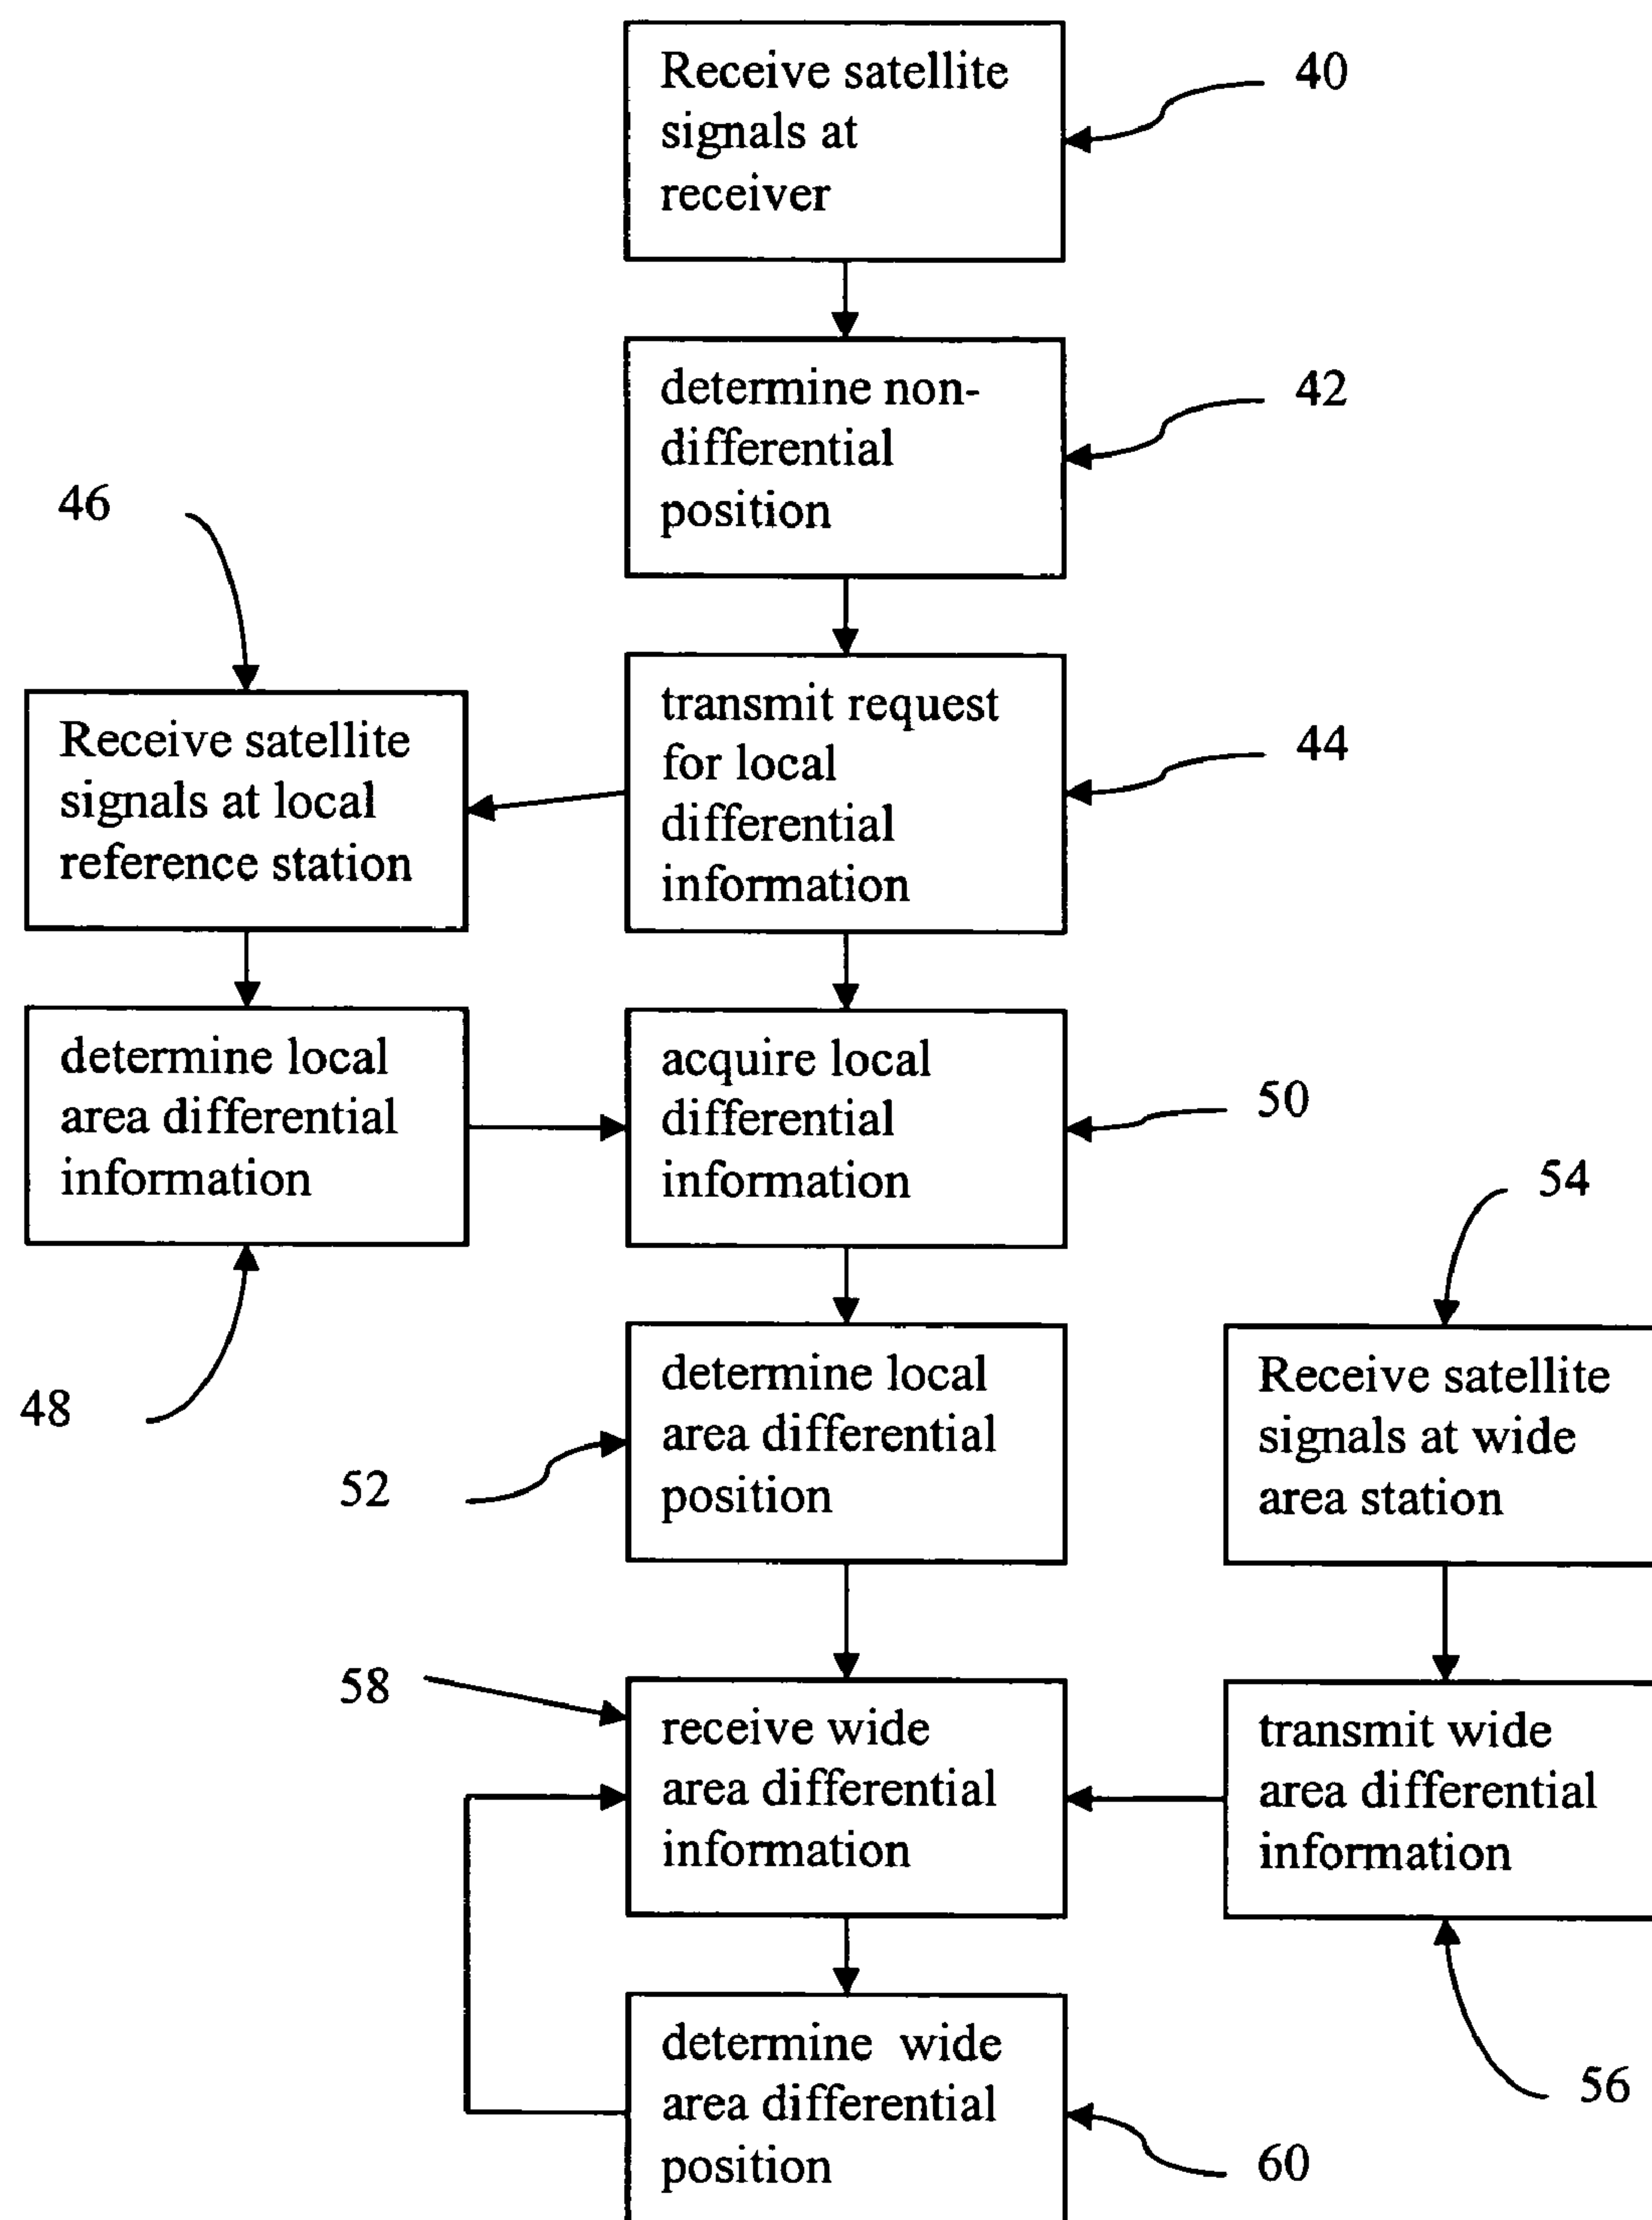 Receive satellite
signals at
receiver
40
determine non-
differential
position
42
46
transmit request
for local
differential
information
44
Receive satellite
signals at local
reference station
determine local
area differential
information
48
acquire local
differential
information
50
determine local
area differential
position
52
54
Receive satellite
signals at wide
area station
58
receive wide
area differential
information
transmit wide
area differential
information
56
determine wide
area differential
position
60